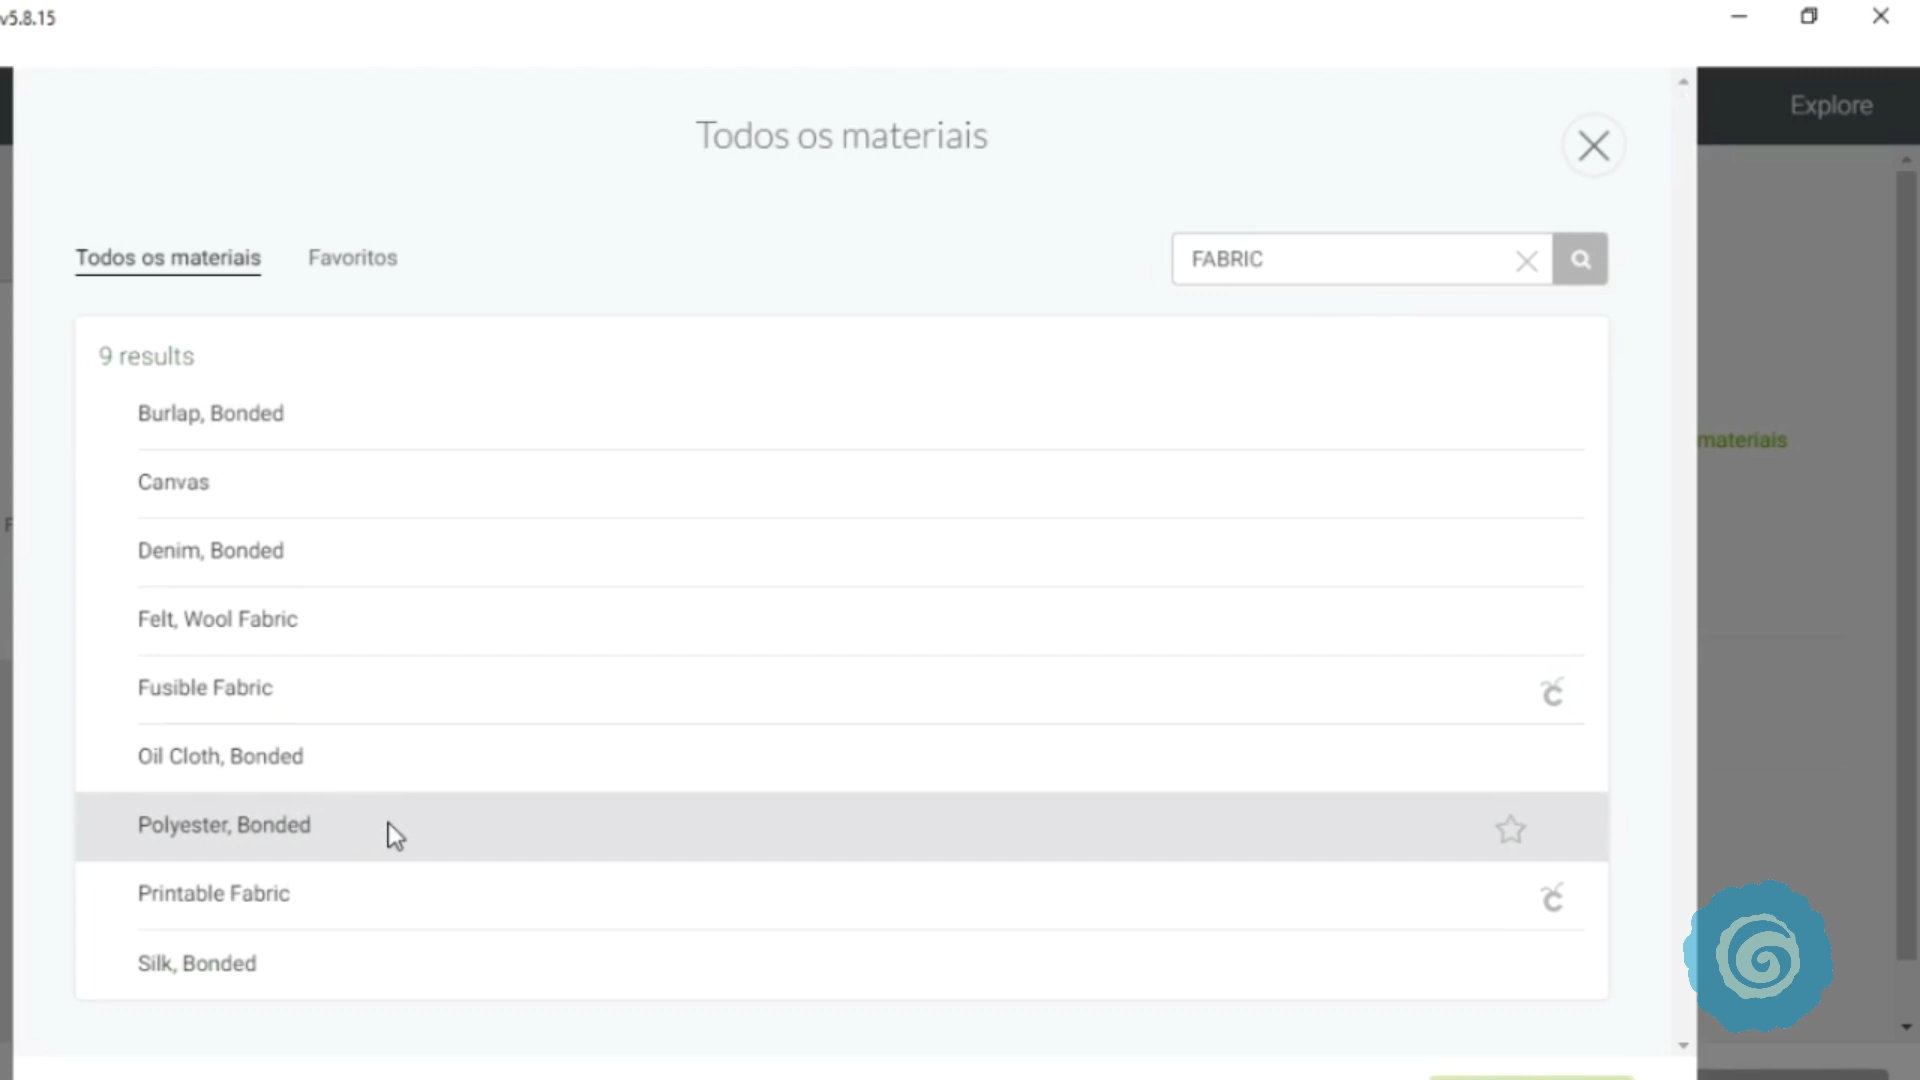 v5.8.15
Explore
Todos os materiais
Todos os materiais Favoritos
FABRIC
9 results
Burlap, Bonded
materiais
Canvas
Denim, Bonded
Felt, Wool Fabric
Fusible Fabric
Oil Cloth, Bonded
Polyester, Bonded
Printable Fabric
Silk, Bonded